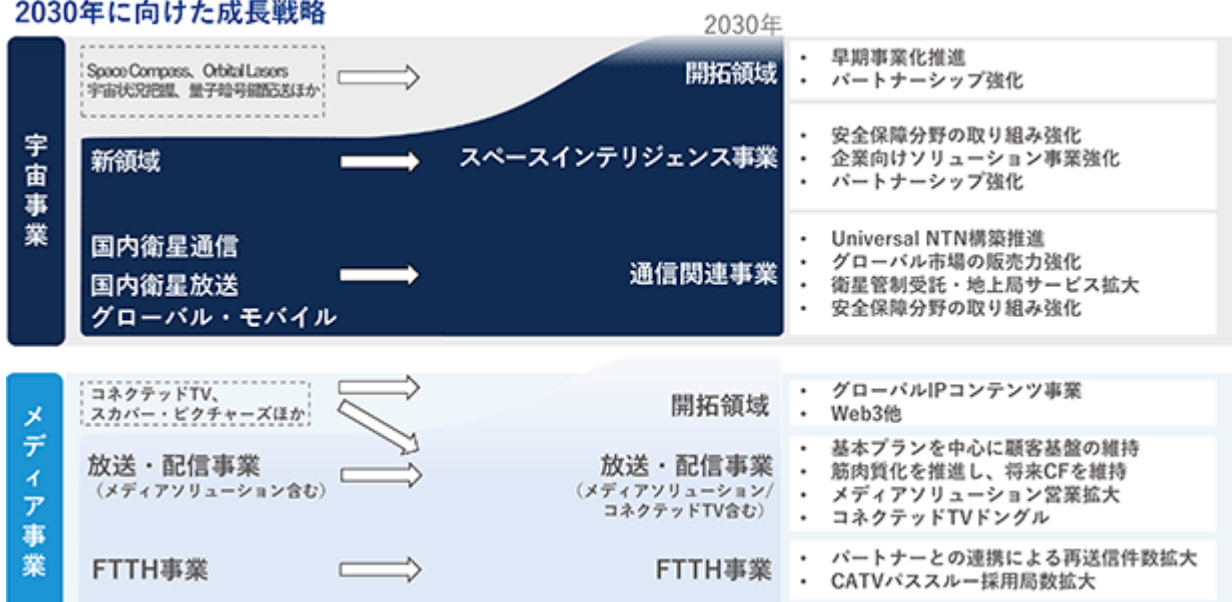 2030年に向けた成長戦略
2030年
宇宙事業
Space Compass、Orbital Lasers
宇宙状況把握、量子暗号鍵配送ほか
開拓領域
・ 早期事業化推進
・ パートナーシップ強化
新領域
スペースインテリジェンス事業
・ 安全保障分野の取り組み強化
・ 企業向けソリューション事業強化
・ パートナーシップ強化
国内衛星通信
国内衛星放送
グローバル・モバイル
通信関連事業
・ Universal NTN構築推進
・ グローバル市場の販売力強化
・ 衛星管制受託・地上局サービス拡大
・ 安全保障分野の取り組み強化
メディア事業
コネクテッドTV、
スカパー・ピクチャーズほか
開拓領域
・ グローバルIPコンテンツ事業
・ Web3他
放送・配信事業
（メディアソリューション含む）
放送・配信事業
（メディアソリューション/
コネクテッドTV含む）
・ 基本プランを中心に顧客基盤の維持
・ 筋肉質化を推進し、将来CFを維持
・ メディアソリューション営業拡大
・ コネクテッドTVドングル
FTTH事業
FTTH事業
・ パートナーとの連携による再送信件数拡大
・ CATVパススルー採用局数拡大